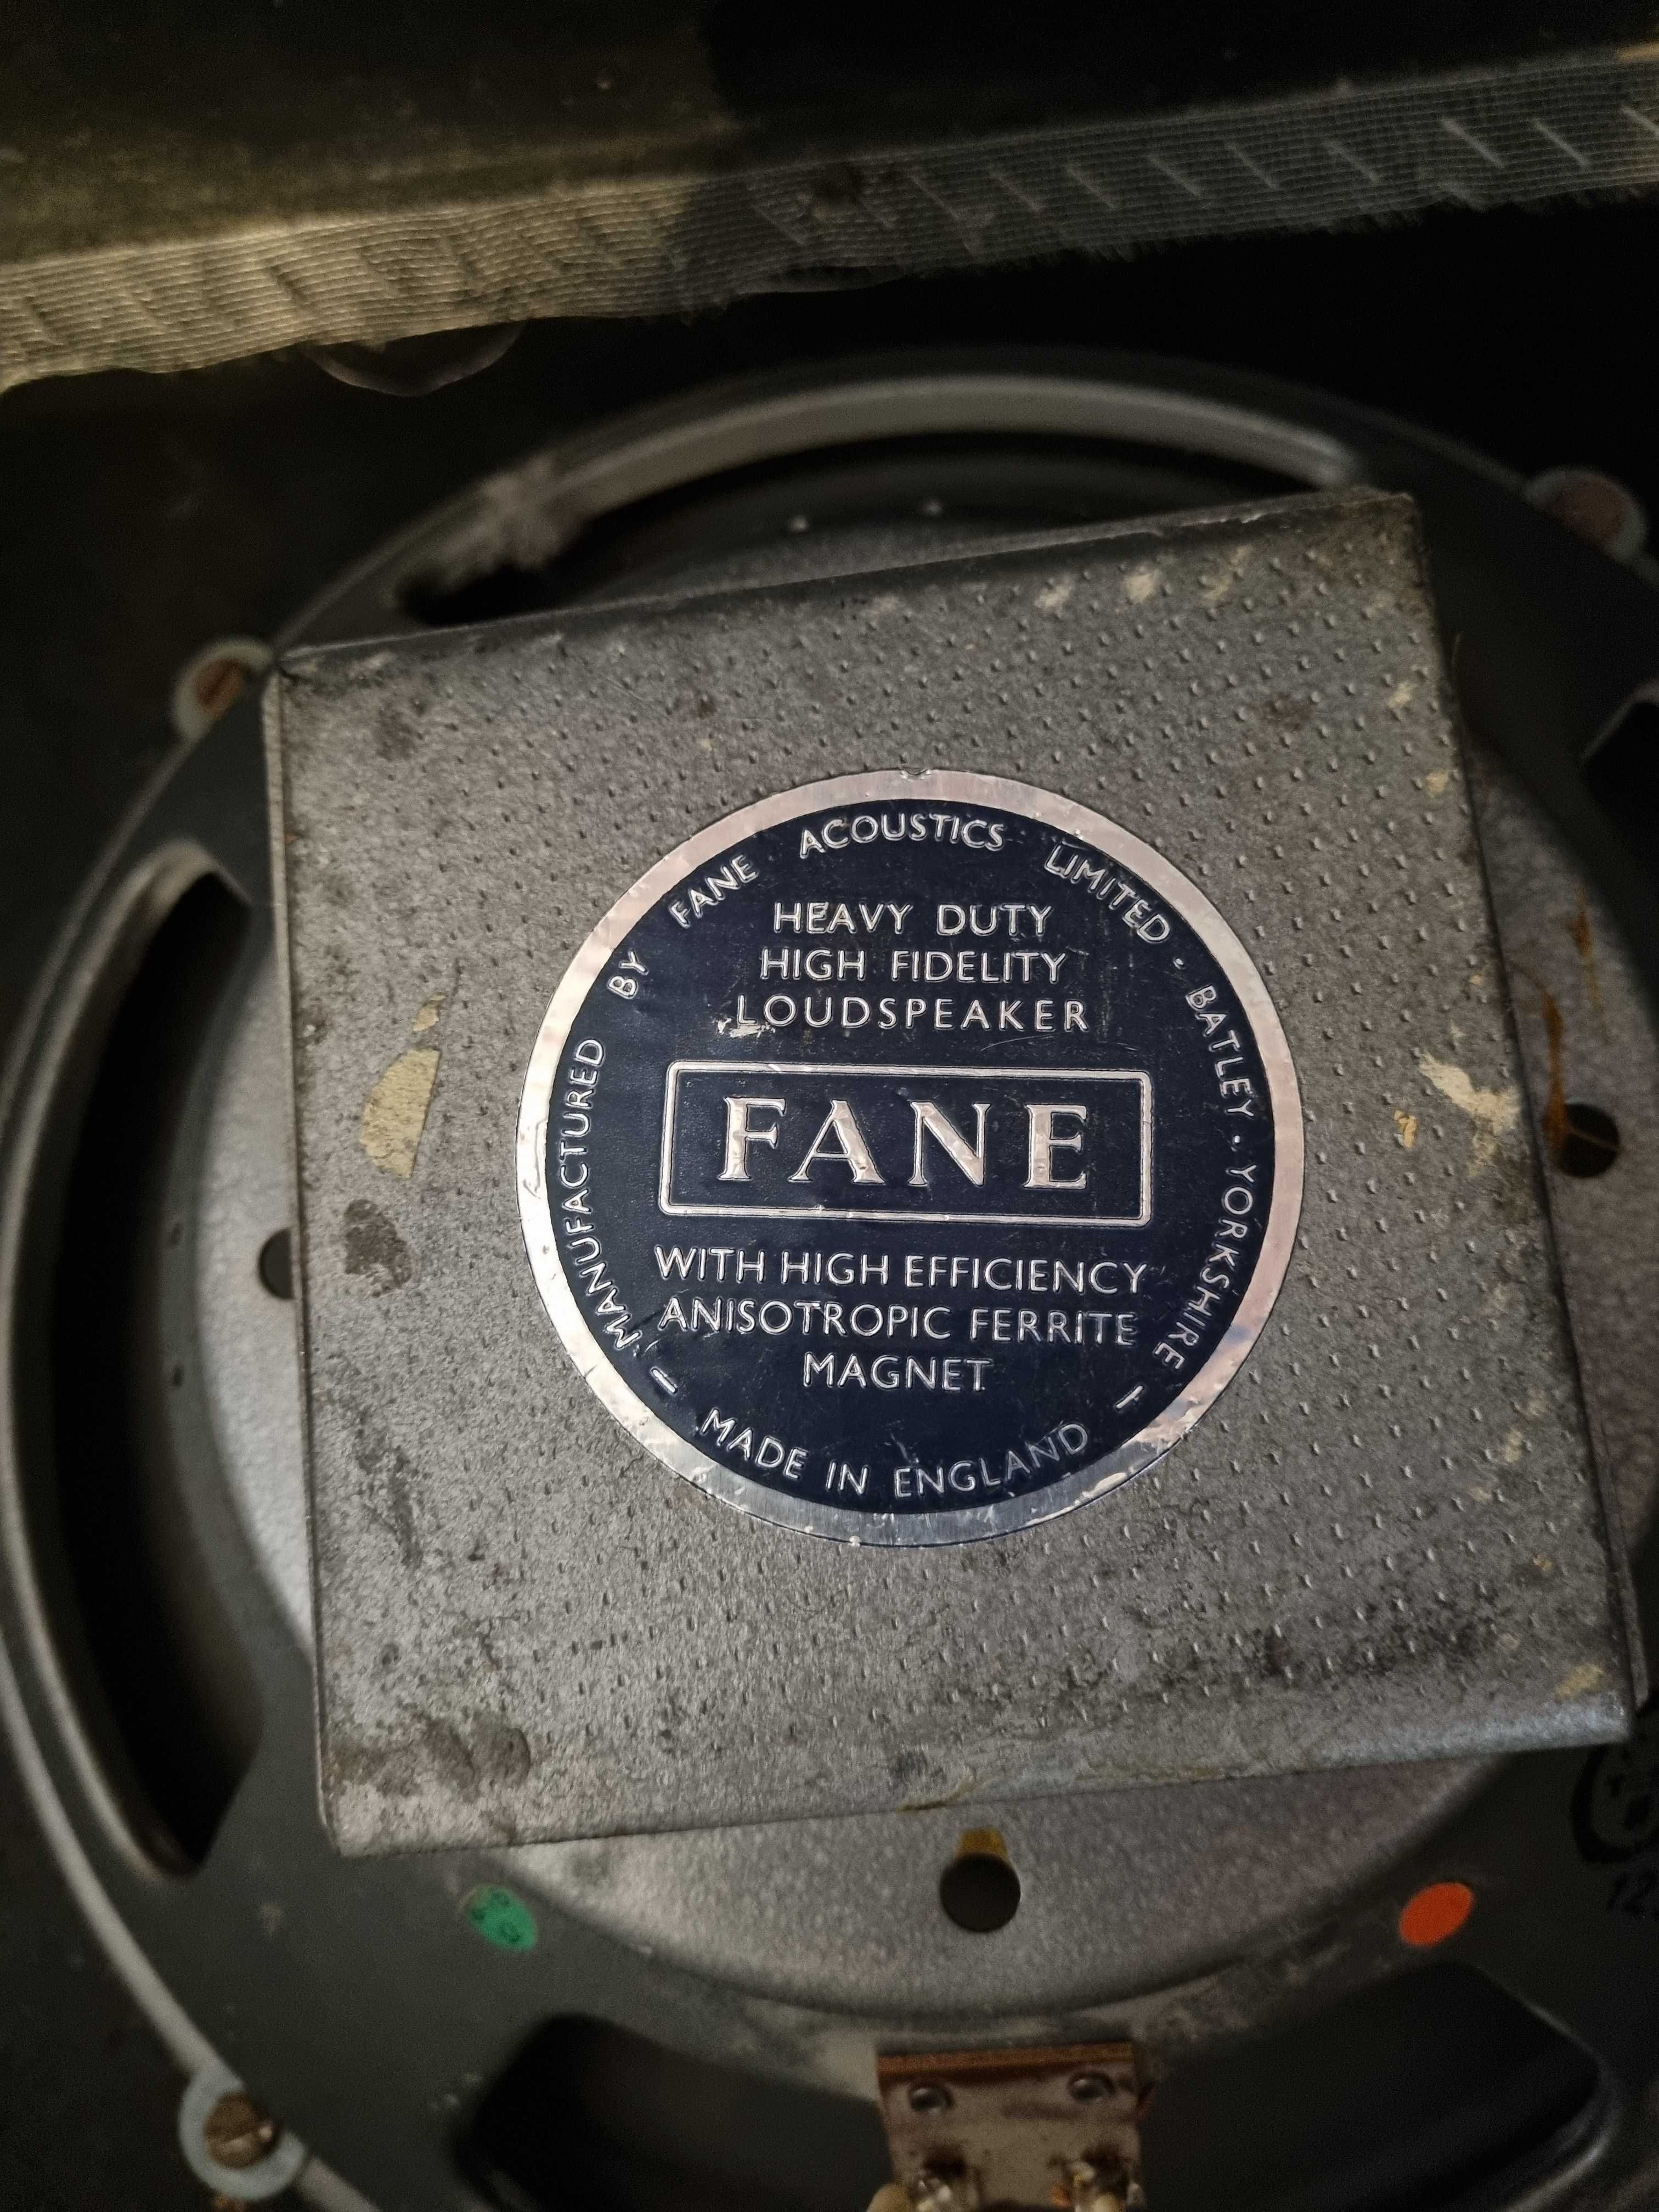 MANUFACTURED BY FANE ACOUSTICS LIMITED · BATLEY · YORKSHIRE
HEAVY DUTY
HIGH FIDELITY
LOUDSPEAKER
FANE
WITH HIGH EFFICIENCY
ANISOTROPIC FERRITE
MAGNET
— MADE IN ENGLAND —